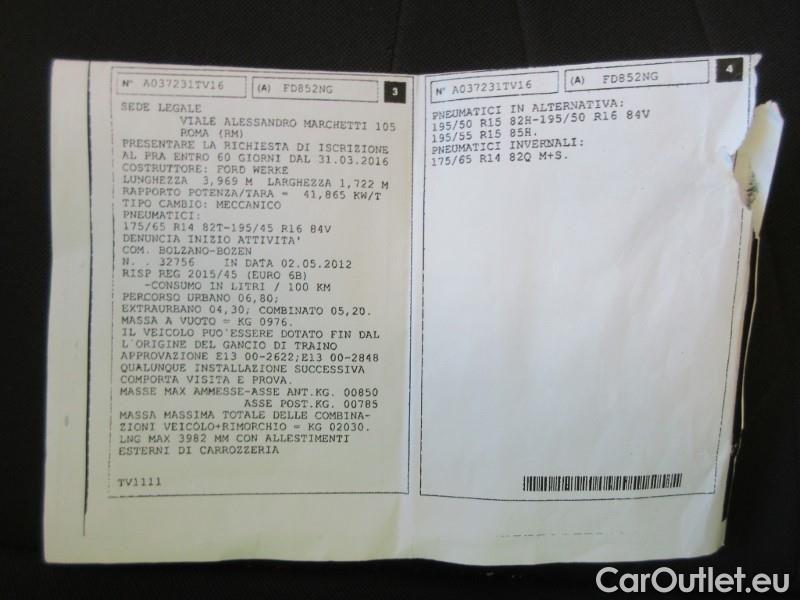 N° A037231TV16 (A) FD852NG 3
SEDE LEGALE
VIALE ALESSANDRO MARCHETTI 105
ROMA (RM)
PRESENTARE LA RICHIESTA DI ISCRIZIONE
AL PRA ENTRO 60 GIORNI DAL 31.03.2016
COSTRUTTORE: FORD WERKE
LUNGHEZZA 3,969 M LARGHEZZA 1,722 M
RAPPORTO POTENZA/TARA = 41,865 KW/T
TIPO CAMBIO: MECCANICO
PNEUMATICI:
175/65 R14 82T-195/45 R16 84V
DENUNCIA INIZIO ATTIVITA'
COM. BOLZANO-BOZEN
N. . 32756 IN DATA 02.05.2012
RISP REG 2015/45 (EURO 6B)
-CONSUMO IN LITRI / 100 KM
PERCORSO URBANO 06,80;
EXTRAURBANO 04,30; COMBINATO 05,20.
MASSA A VUOTO = KG 0976.
IL VEICOLO PUO'ESSERE DOTATO FIN DAL
L'ORIGINE DEL GANCIO DI TRAINO
APPROVAZIONE E13 00-2622;E13 00-2848
QUALUNQUE INSTALLAZIONE SUCCESSIVA
COMPORTA VISITA E PROVA.
MASSE MAX AMMESSE-ASSE ANT.KG. 00850
ASSE POST.KG. 00785
MASSA MASSIMA TOTALE DELLE COMBINA-
ZIONI VEICOLO+RIMORCHIO = KG 02030.
LNG MAX 3982 MM CON ALLESTIMENTI
ESTERNI DI CARROZZERIA
TV1111
N° A037231TV16 (A) FD852NG 4
PNEUMATICI IN ALTERNATIVA:
195/50 R15 82H-195/50 R16 84V
195/55 R15 85H.
PNEUMATICI INVERNALI:
175/65 R14 82Q M+S.
CarOutlet.eu